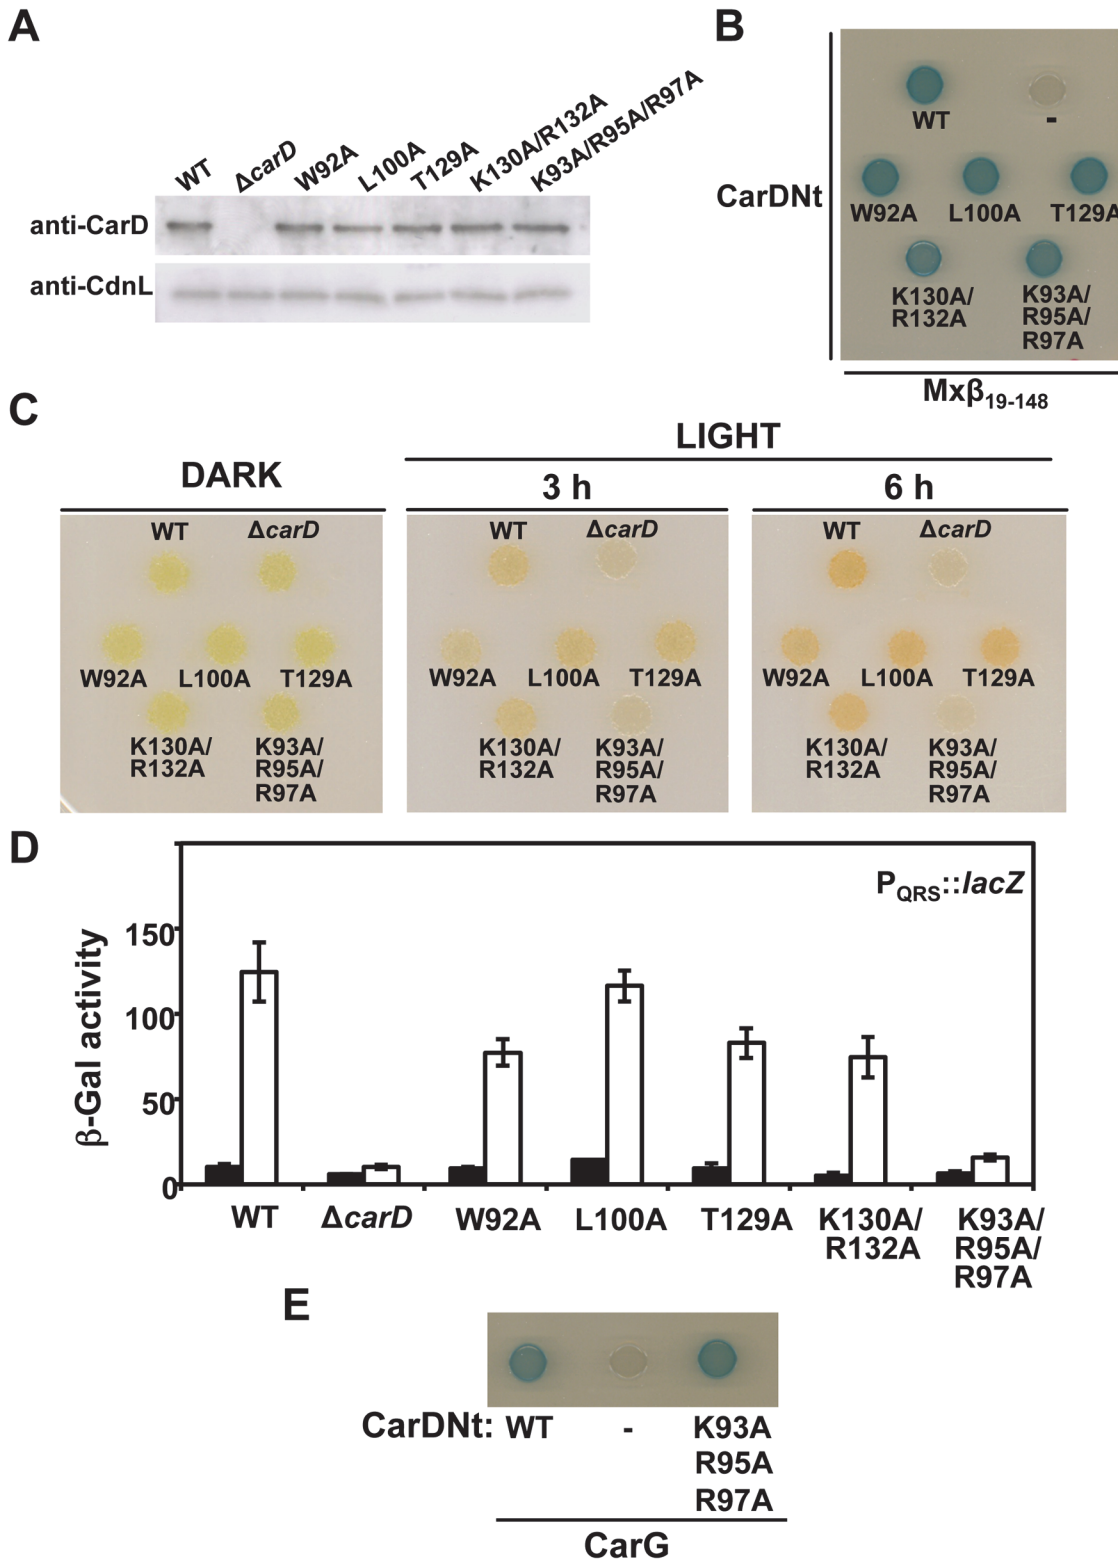 A
WT
ΔcarD
W92A
L100A
T129A
K130A/R132A
K93A/R95A/R97A
anti-CarD
anti-CdnL
B
CarDNt
WT
-
W92A
L100A
T129A
K130A/
R132A
K93A/
R95A/
R97A
Mxβ19-148
C
DARK
LIGHT
3 h
6 h
WT
ΔcarD
W92A
L100A
T129A
K130A/
R132A
K93A/
R95A/
R97A
WT
ΔcarD
W92A
L100A
T129A
K130A/
R132A
K93A/
R95A/
R97A
WT
ΔcarD
W92A
L100A
T129A
K130A/
R132A
K93A/
R95A/
R97A
D
PQRS::lacZ
β-Gal activity
150
100
50
0
WT
ΔcarD
W92A
L100A
T129A
K130A/
R132A
K93A/
R95A/
R97A
E
CarDNt: WT - K93A
R95A
R97A
CarG